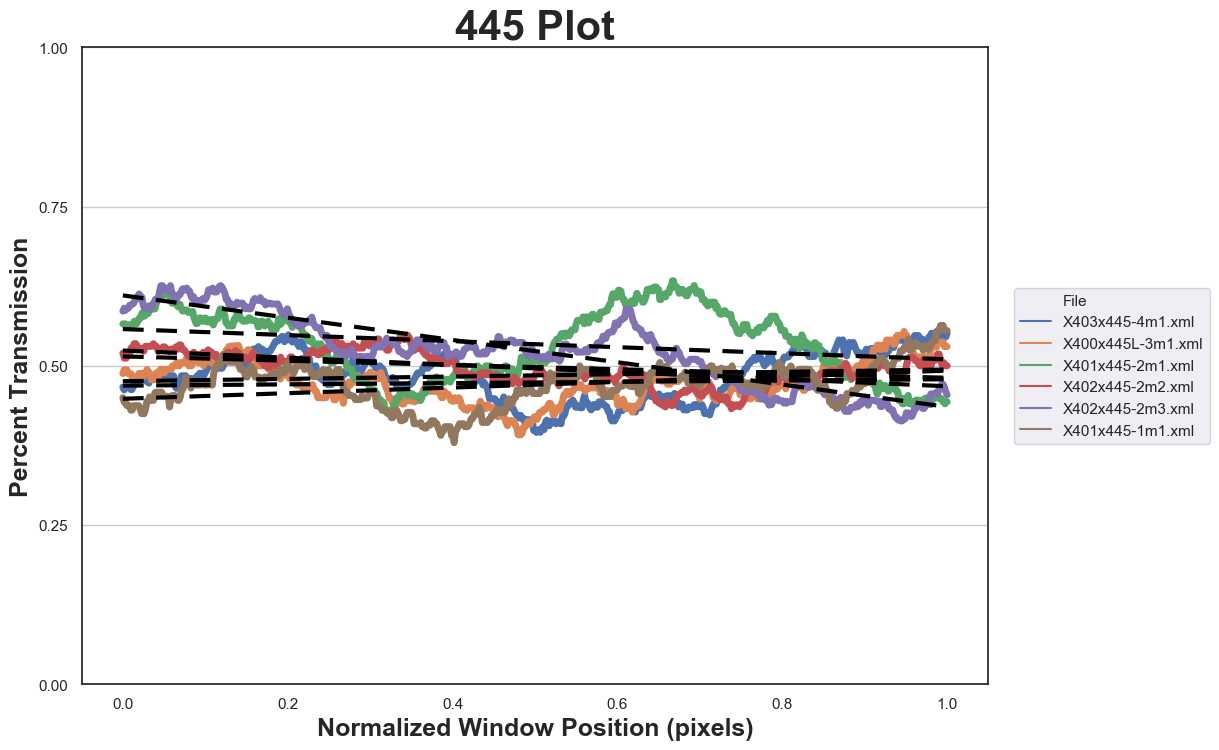 445 Plot
Percent Transmission
1.00
0.75
0.50
0.25
0.00
0.0 0.2 0.4 0.6 0.8 1.0
Normalized Window Position (pixels)
File
X403x445-4m1.xml
X400x445L-3m1.xml
X401x445-2m1.xml
X402x445-2m2.xml
X402x445-2m3.xml
X401x445-1m1.xml